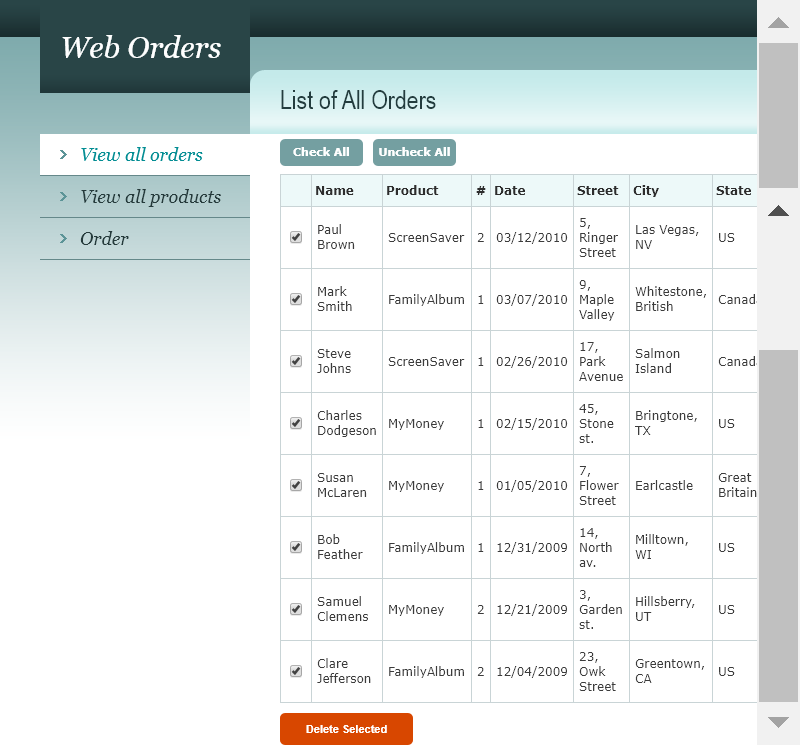 Web Orders
List of All Orders
View all orders
View all products
Order
Check All Uncheck All
Name Product # Date Street City State
Paul Brown ScreenSaver 2 03/12/2010 5, Ringer Street Las Vegas, NV US
Mark Smith FamilyAlbum 1 03/07/2010 9, Maple Valley Whitestone, British Canada
Steve Johns ScreenSaver 1 02/26/2010 17, Park Avenue Salmon Island Canada
Charles Dodgeson MyMoney 1 02/15/2010 45, Stone st. Bringtone, TX US
Susan McLaren MyMoney 1 01/05/2010 7, Flower Street Earlcastle Great Britain
Bob Feather FamilyAlbum 1 12/31/2009 14, North av. Milltown, WI US
Samuel Clemens MyMoney 2 12/21/2009 3, Garden st. Hillsberry, UT US
Clare Jefferson FamilyAlbum 2 12/04/2009 23, Owk Street Greentown, CA US
Delete Selected